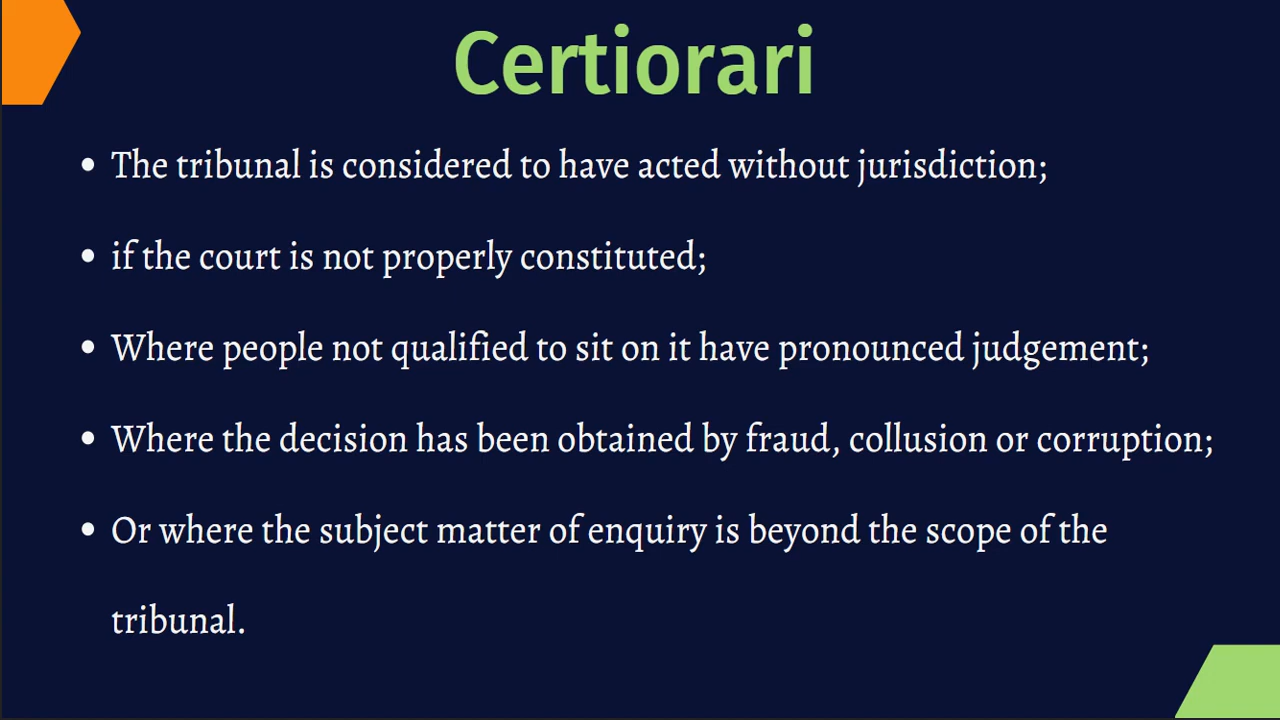 Certiorari
• The tribunal is considered to have acted without jurisdiction;
• if the court is not properly constituted;
• Where people not qualified to sit on it have pronounced judgement;
• Where the decision has been obtained by fraud, collusion or corruption;
• Or where the subject matter of enquiry is beyond the scope of the
tribunal.